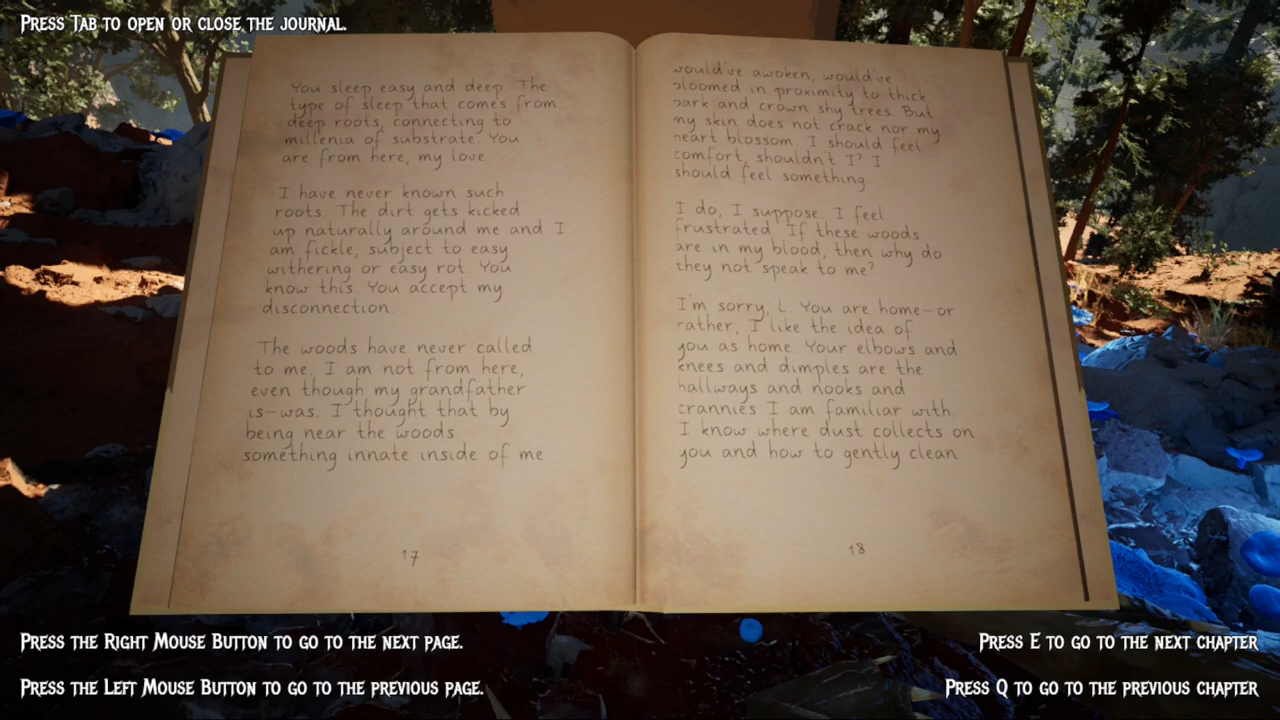 Press Tab to open or close the journal.
You sleep easy and deep. The
type of sleep that comes from
deep roots, connecting to
millenia of substrate. You
are from here, my love
I have never known such
roots. The dirt gets kicked
up naturally around me and I
am fickle, subject to easy
withering or easy rot. You
know this. You accept my
disconnection.
The woods have never called
to me. I am not from here,
even though my grandfather
is-was. I thought that by
being near the woods
something innate inside of me
17
would've awoken, would've
bloomed in proximity to thick
bark and crown shy trees. But
my skin does not crack nor my
heart blossom. I should feel
comfort, shouldn't I? I
should feel something.
I do, I suppose. I feel
frustrated. If these woods
are in my blood, then why do
they not speak to me?
I'm sorry, L. You are home-or
rather, I like the idea of
you as home. Your elbows and
knees and dimples are the
hallways and nooks and
crannies I am familiar with.
I know where dust collects on
you and how to gently clean
18
Press the Right Mouse Button to go to the next page.
Press the Left Mouse Button to go to the previous page.
Press E to go to the next chapter
Press Q to go to the previous chapter